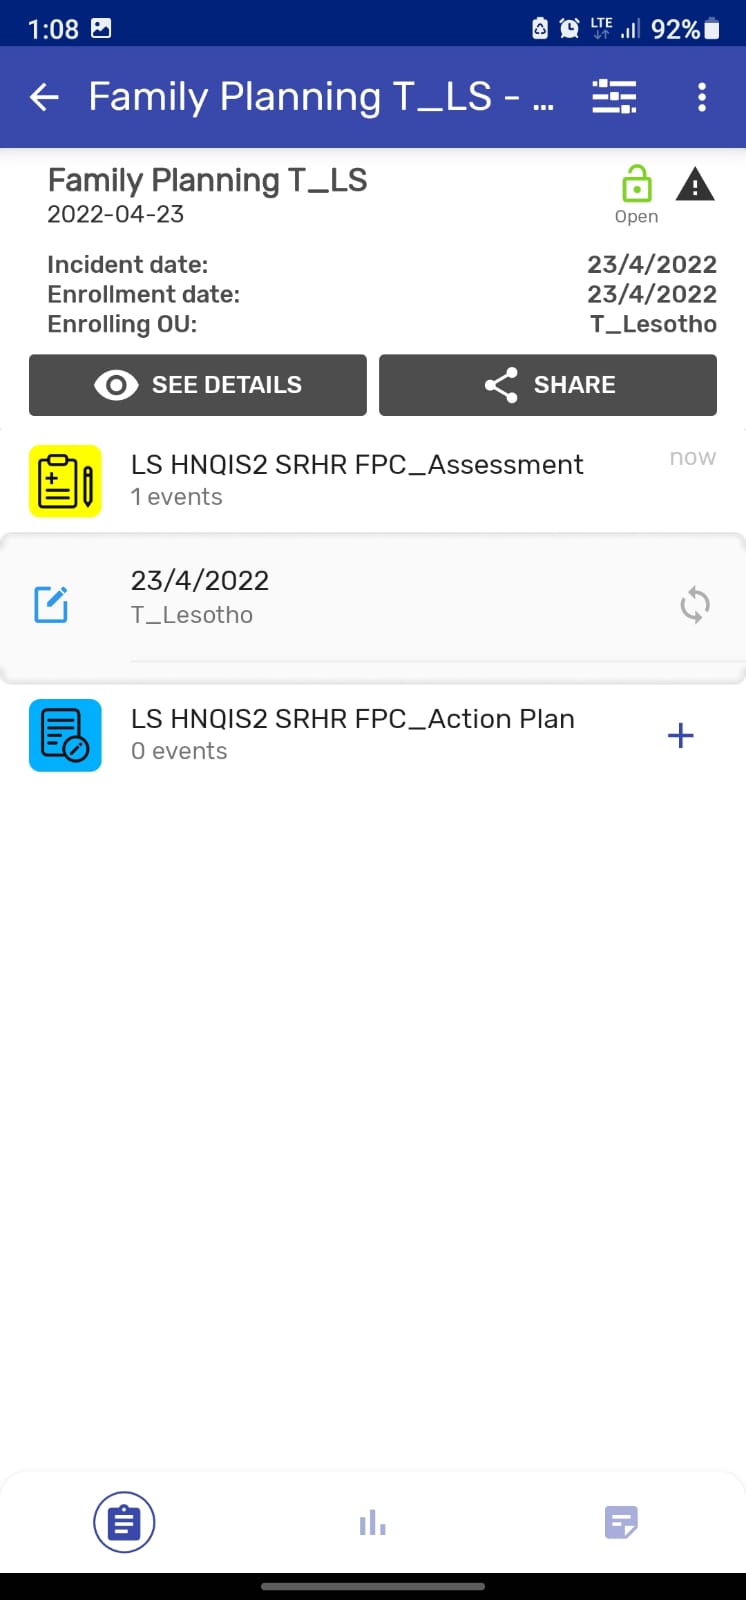 1:08
LTE
92%
Family Planning T_LS - ...
Family Planning T_LS
2022-04-23
Open
Incident date: 23/4/2022
Enrollment date: 23/4/2022
Enrolling OU: T_Lesotho
SEE DETAILS
SHARE
LS HNQIS2 SRHR FPC_Assessment
now
1 events
23/4/2022
T_Lesotho
LS HNQIS2 SRHR FPC_Action Plan
0 events